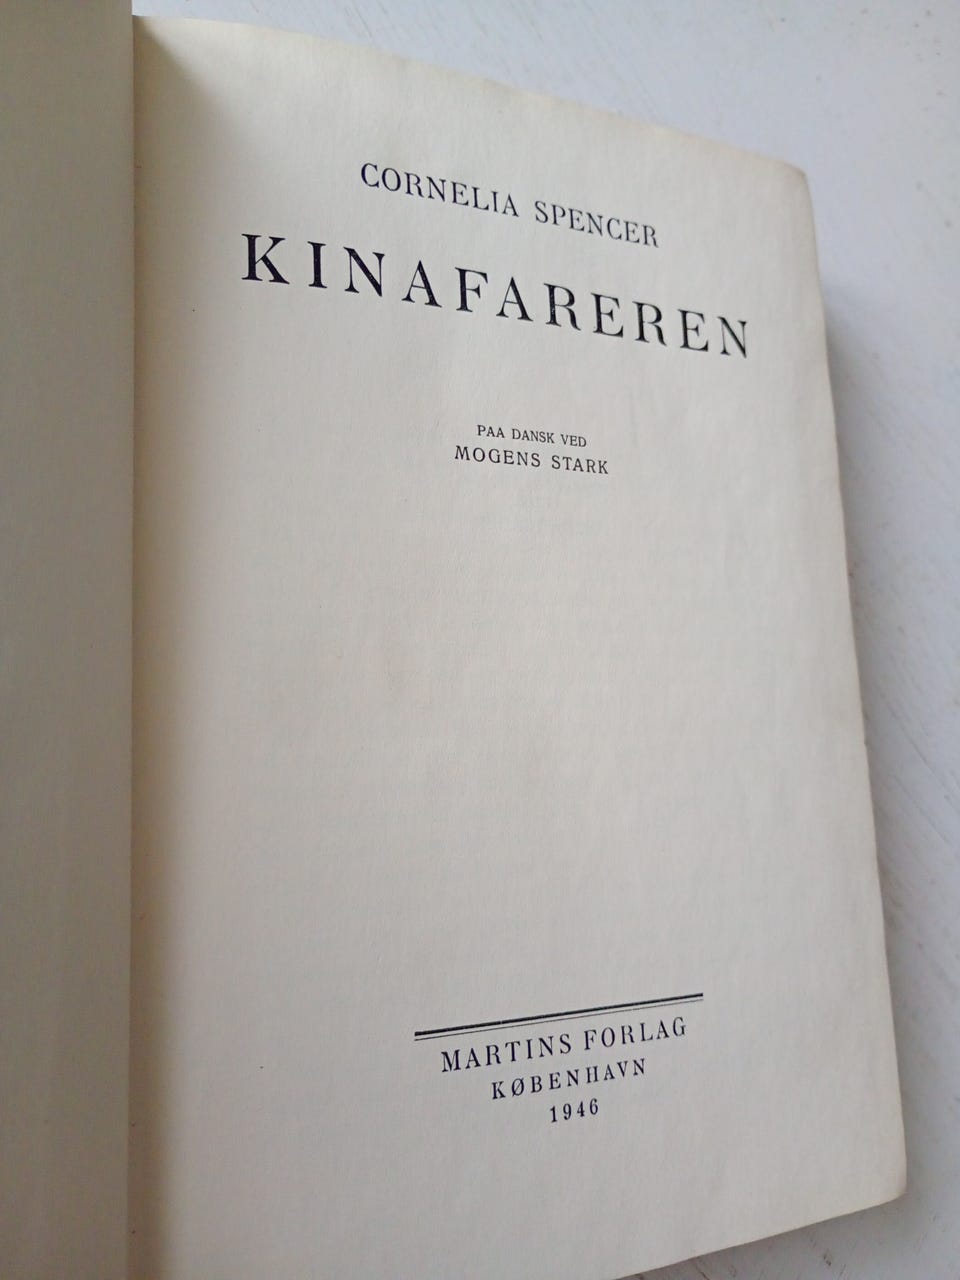 CORNELIA SPENCER
KINAFAREREN
PAA DANSK VED
MOGENS STARK
MARTINS FORLAG
KØBENHAVN
1946